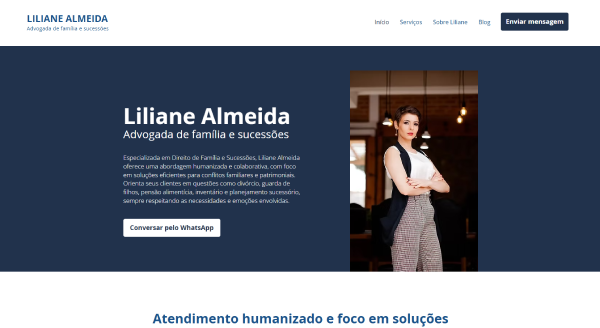 LILIANE ALMEIDA
Advogada de família e sucessões
Início
Serviços
Sobre Liliane
Blog
Enviar mensagem
Liliane Almeida
Advogada de família e sucessões
Especializada em Direito de Família e Sucessões, Liliane Almeida
oferece uma abordagem humanizada e colaborativa, com foco
em soluções eficientes para conflitos familiares e patrimoniais.
Orienta seus clientes em questões como divórcio, guarda de
filhos, pensão alimentícia, inventário e planejamento sucessório,
sempre respeitando as necessidades e emoções envolvidas.
Conversar pelo WhatsApp
Atendimento humanizado e foco em soluções